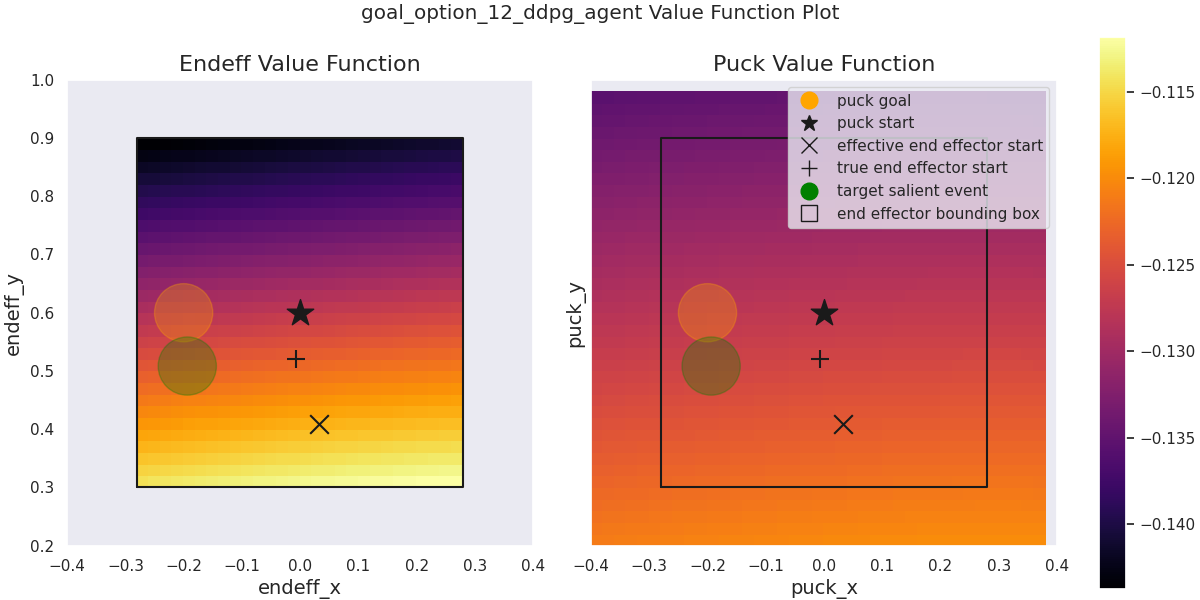 goal_option_12_ddpg_agent Value Function Plot
Endeff Value Function
Puck Value Function
1.0
0.9
0.8
0.7
0.6
0.5
0.4
0.3
0.2
endeff_y
−0.4
−0.3
−0.2
−0.1
0.0
0.1
0.2
0.3
0.4
endeff_x
puck_y
puck goal
puck start
effective end effector start
true end effector start
target salient event
end effector bounding box
−0.4
−0.3
−0.2
−0.1
0.0
0.1
0.2
0.3
0.4
puck_x
−0.115
−0.120
−0.125
−0.130
−0.135
−0.140